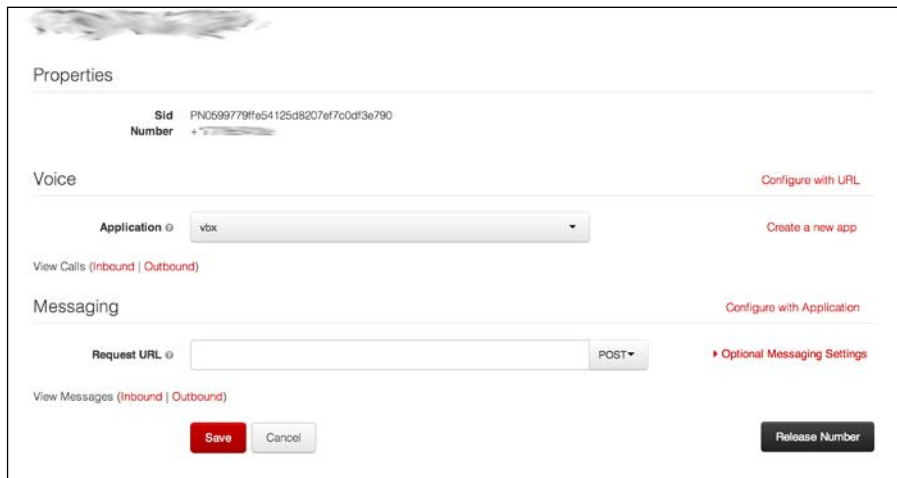 Properties
Sid PN0599779ffe54125d8207ef7c0df3e790
Number +
Voice Configure with URL
Application vbx Create a new app
View Calls (Inbound | Outbound)
Messaging Configure with Application
Request URL POST Optional Messaging Settings
View Messages (Inbound | Outbound)
Save Cancel Release Number